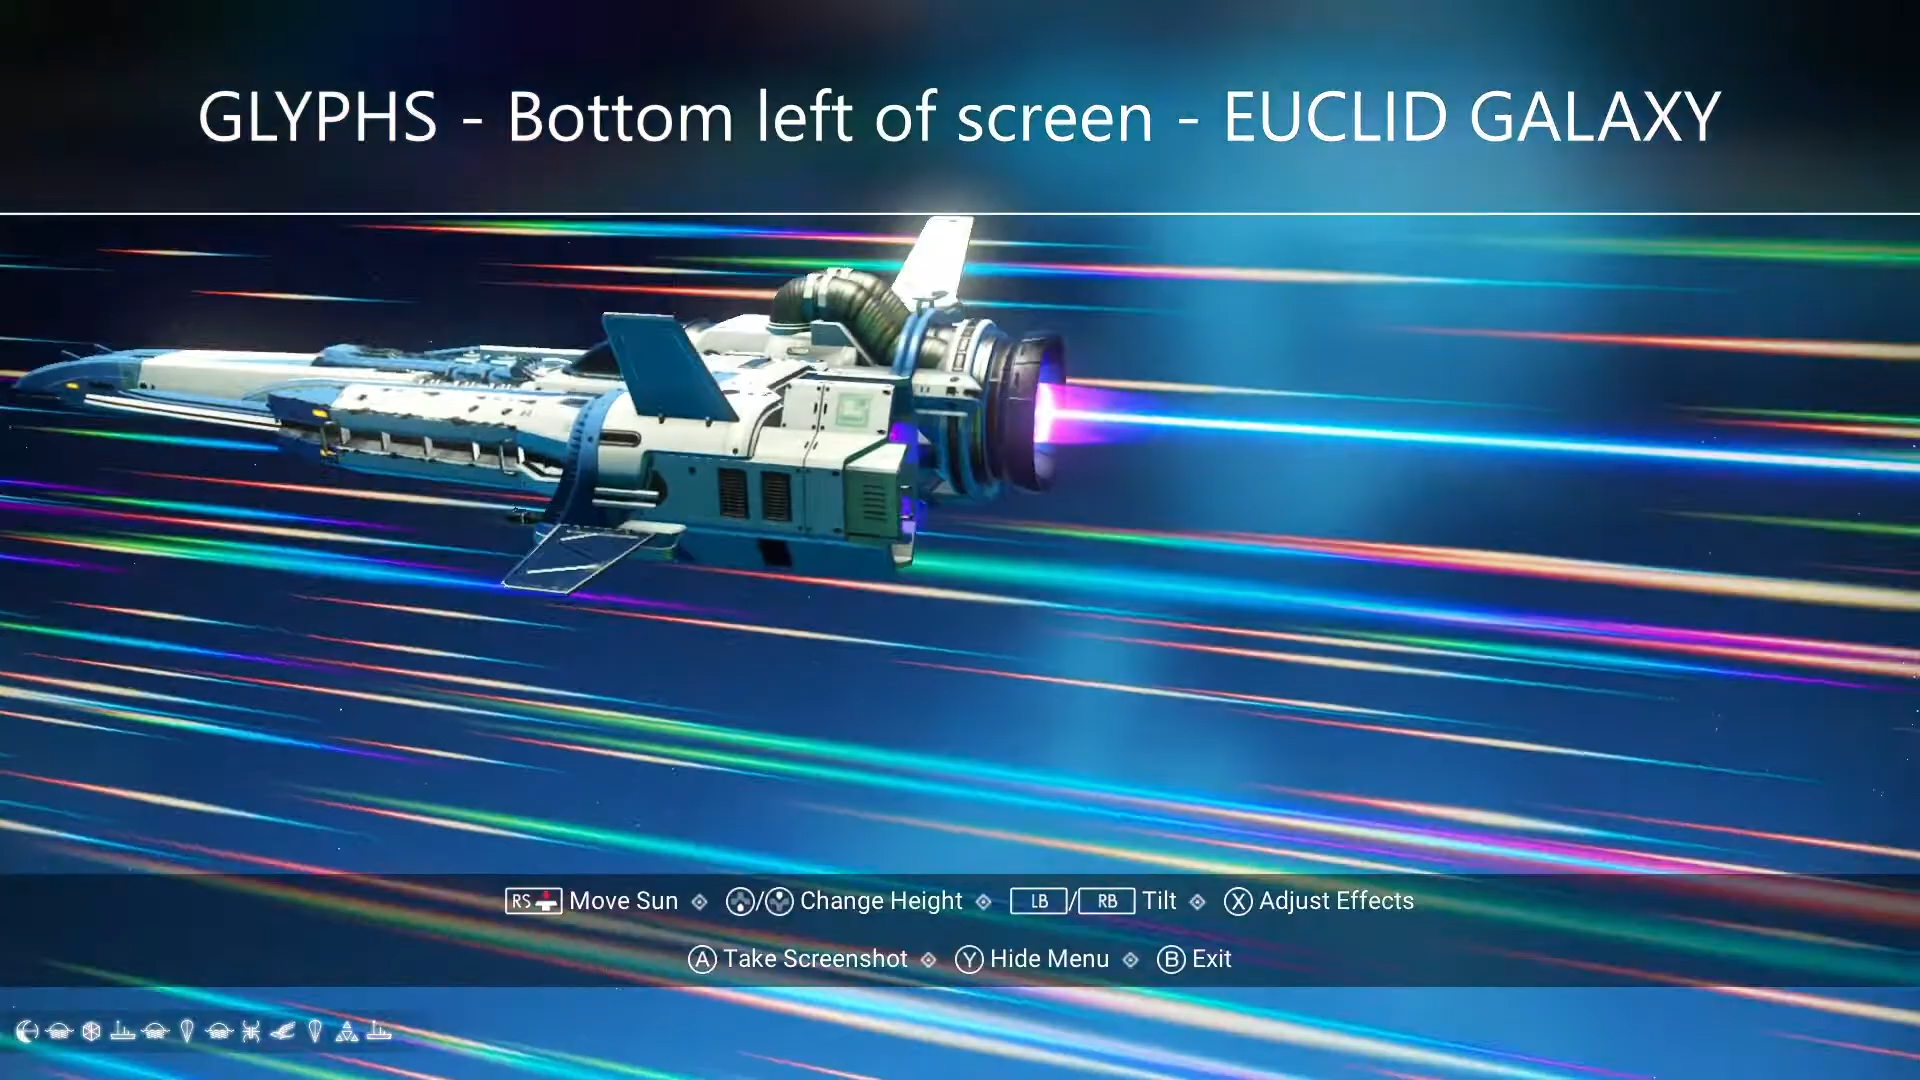 GLYPHS - Bottom left of screen - EUCLID GALAXY
RS Move Sun / Change Height LB / RB Tilt X Adjust Effects
A Take Screenshot Y Hide Menu B Exit